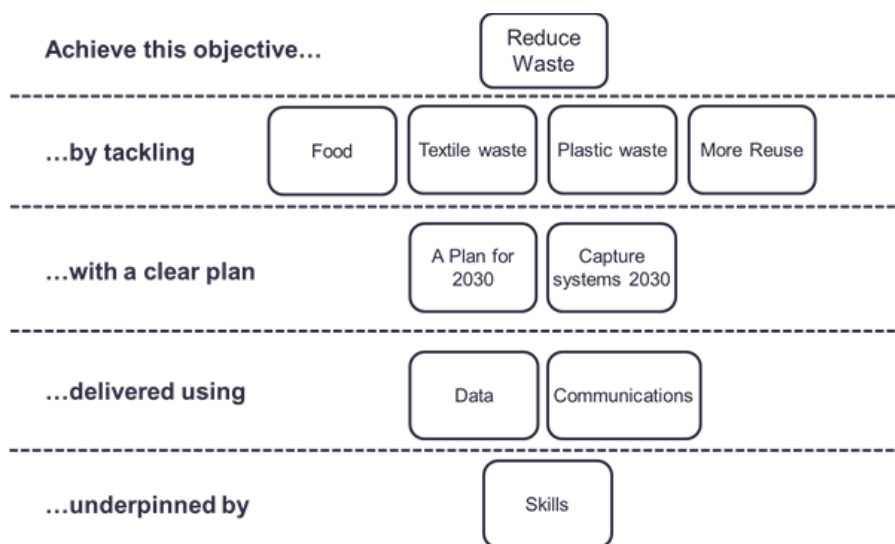 Achieve this objective…
Reduce
Waste
…by tackling
Food
Textile waste
Plastic waste
More Reuse
…with a clear plan
A Plan for
2030
Capture
systems 2030
…delivered using
Data
Communications
…underpinned by
Skills